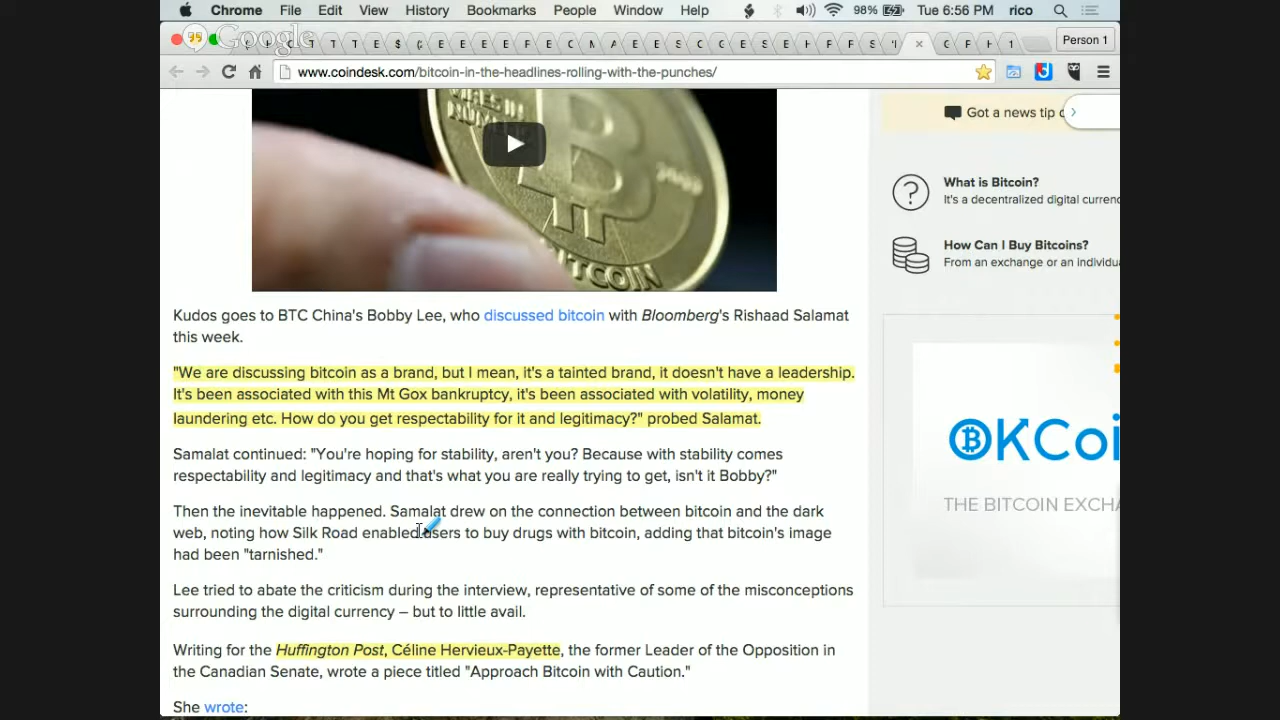 Chrome File Edit View History Bookmarks People Window Help 98% Tue 6:56 PM rico
Google
Person 1
www.coindesk.com/bitcoin-in-the-headlines-rolling-with-the-punches/
VIRES IN
NUMERIS
BITCOIN
Got a news tip
What is Bitcoin?
It's a decentralized digital currenc
How Can I Buy Bitcoins?
From an exchange or an individua
Kudos goes to BTC China's Bobby Lee, who discussed bitcoin with Bloomberg's Rishaad Salamat
this week.
"We are discussing bitcoin as a brand, but I mean, it's a tainted brand, it doesn't have a leadership.
It's been associated with this Mt Gox bankruptcy, it's been associated with volatility, money
laundering etc. How do you get respectability for it and legitimacy?" probed Salamat.
Samalat continued: "You're hoping for stability, aren't you? Because with stability comes
respectability and legitimacy and that's what you are really trying to get, isn't it Bobby?"
Then the inevitable happened. Samalat drew on the connection between bitcoin and the dark
web, noting how Silk Road enabled users to buy drugs with bitcoin, adding that bitcoin's image
had been "tarnished."
Lee tried to abate the criticism during the interview, representative of some of the misconceptions
surrounding the digital currency – but to little avail.
Writing for the Huffington Post, Céline Hervieux-Payette, the former Leader of the Opposition in
the Canadian Senate, wrote a piece titled "Approach Bitcoin with Caution."
She wrote:
OKCoi
THE BITCOIN EXCHA